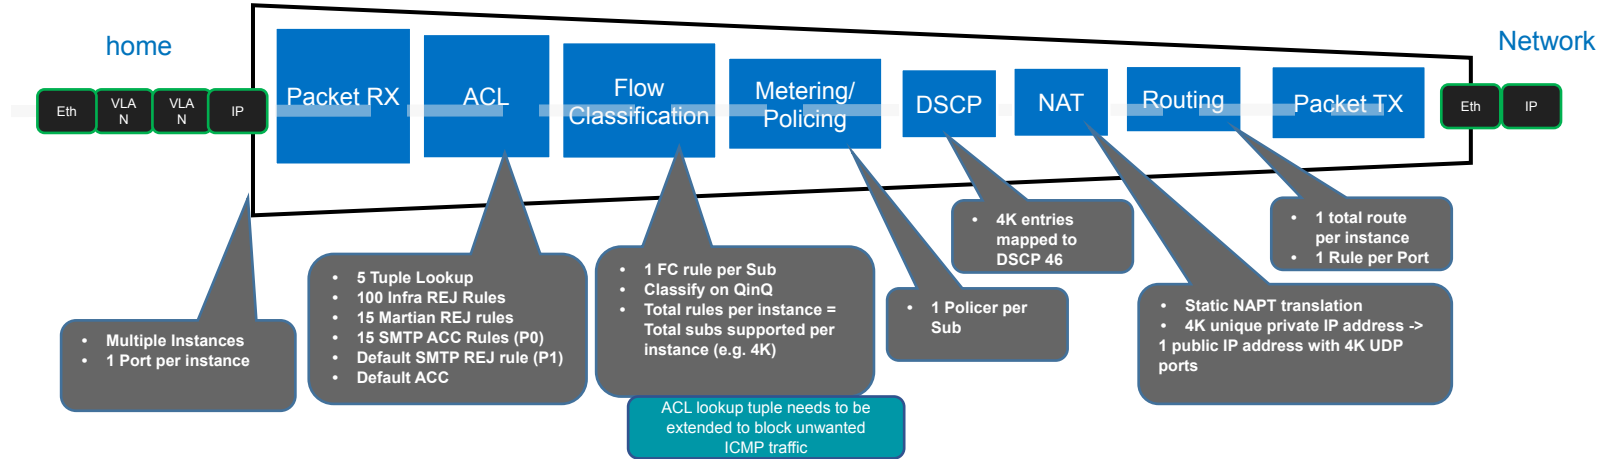 home
Network
Eth
VLA
N
VLA
N
IP
Packet RX
ACL
Flow
Classification
Metering/
Policing
DSCP
NAT
Routing
Packet TX
Eth
IP
• Multiple Instances
• 1 Port per instance
• 5 Tuple Lookup
• 100 Infra REJ Rules
• 15 Martian REJ rules
• 15 SMTP ACC Rules (P0)
• Default SMTP REJ rule (P1)
• Default ACC
• 1 FC rule per Sub
• Classify on QinQ
• Total rules per instance =
Total subs supported per
instance (e.g. 4K)
• 1 Policer per
Sub
• 4K entries
mapped to
DSCP 46
• Static NAPT translation
• 4K unique private IP address ->
1 public IP address with 4K UDP
ports
• 1 total route
per instance
• 1 Rule per Port
ACL lookup tuple needs to be
extended to block unwanted
ICMP traffic